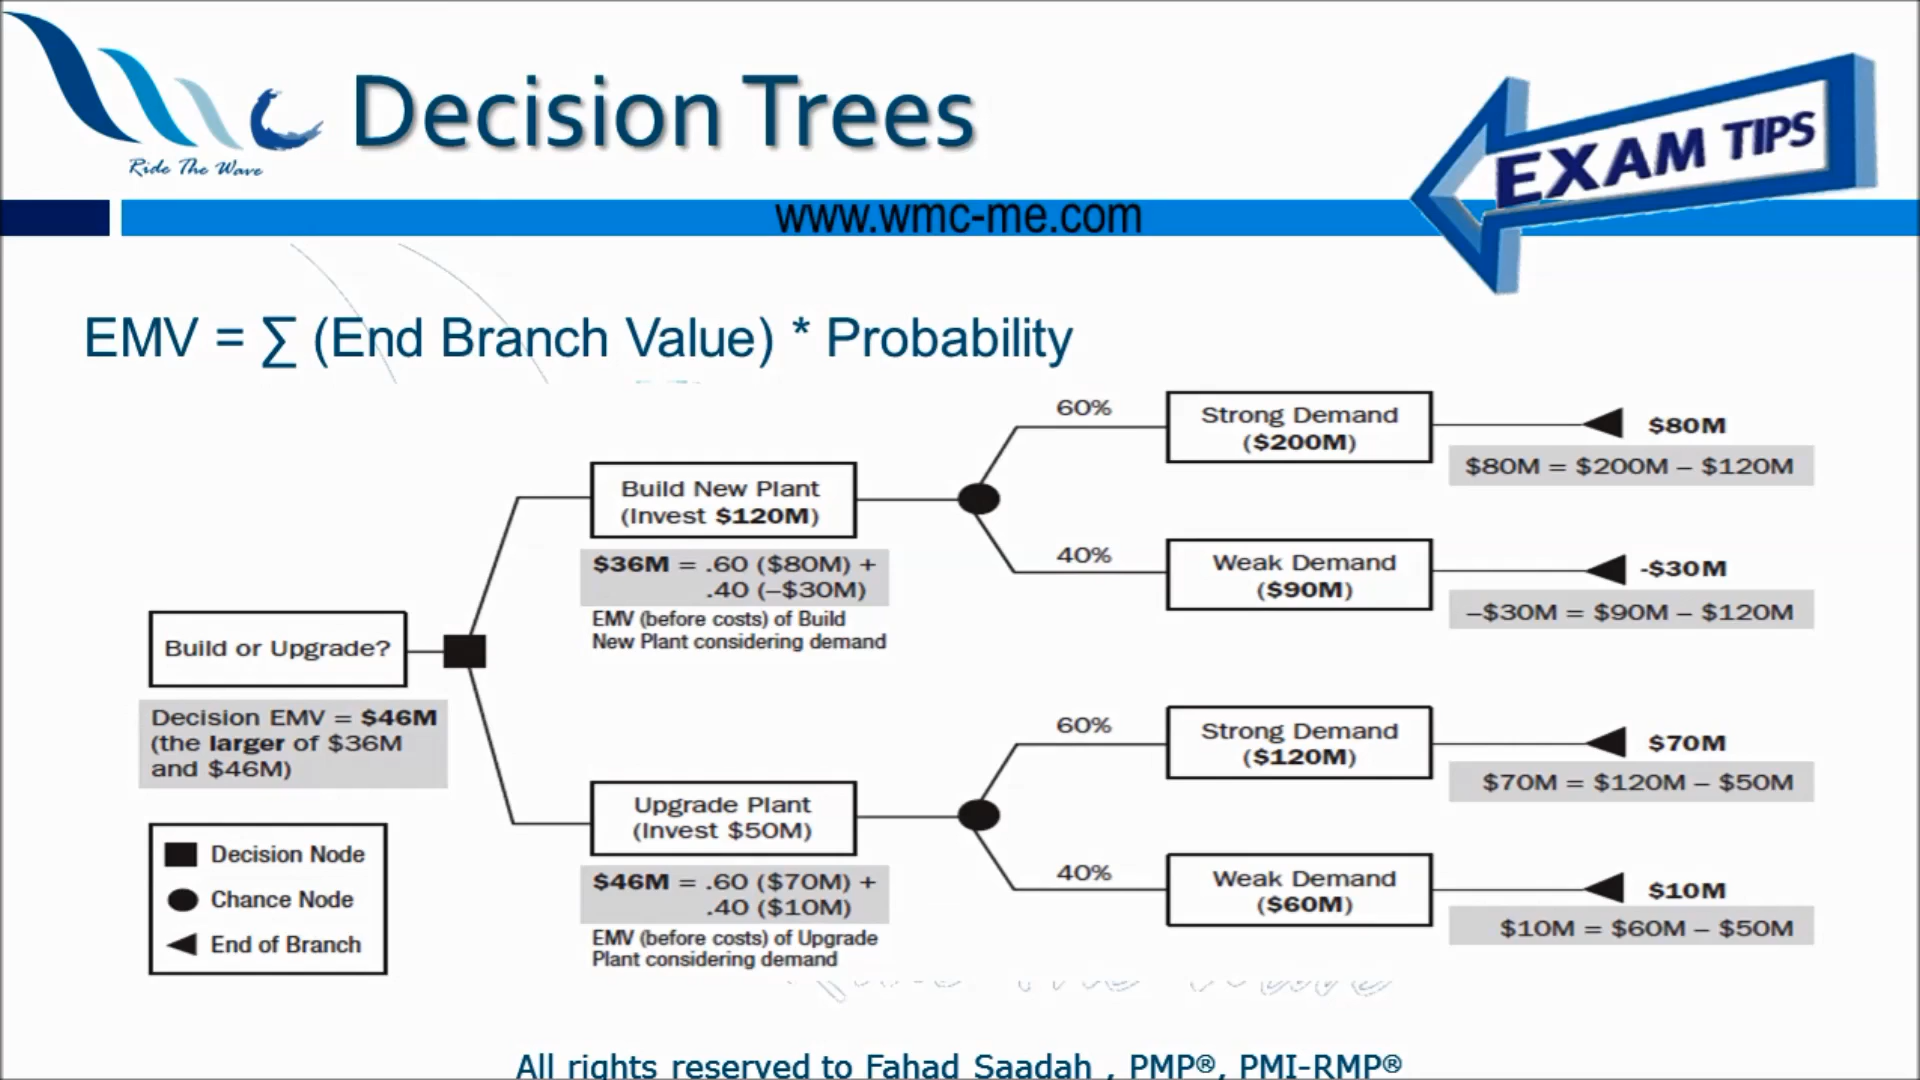 Ride The Wave
Decision Trees
EXAM TIPS
www.wmc-me.com
EMV = ∑ (End Branch Value) * Probability
Build or Upgrade?
Decision EMV = $46M
(the larger of $36M
and $46M)
Decision Node
Chance Node
End of Branch
Build New Plant
(Invest $120M)
$36M = .60 ($80M) +
.40 (–$30M)
EMV (before costs) of Build
New Plant considering demand
Upgrade Plant
(Invest $50M)
$46M = .60 ($70M) +
.40 ($10M)
EMV (before costs) of Upgrade
Plant considering demand
60%
Strong Demand
($200M)
$80M
$80M = $200M – $120M
40%
Weak Demand
($90M)
-$30M
–$30M = $90M – $120M
60%
Strong Demand
($120M)
$70M
$70M = $120M – $50M
40%
Weak Demand
($60M)
$10M
$10M = $60M – $50M
All rights reserved to Fahad Saadah , PMP®, PMI-RMP®